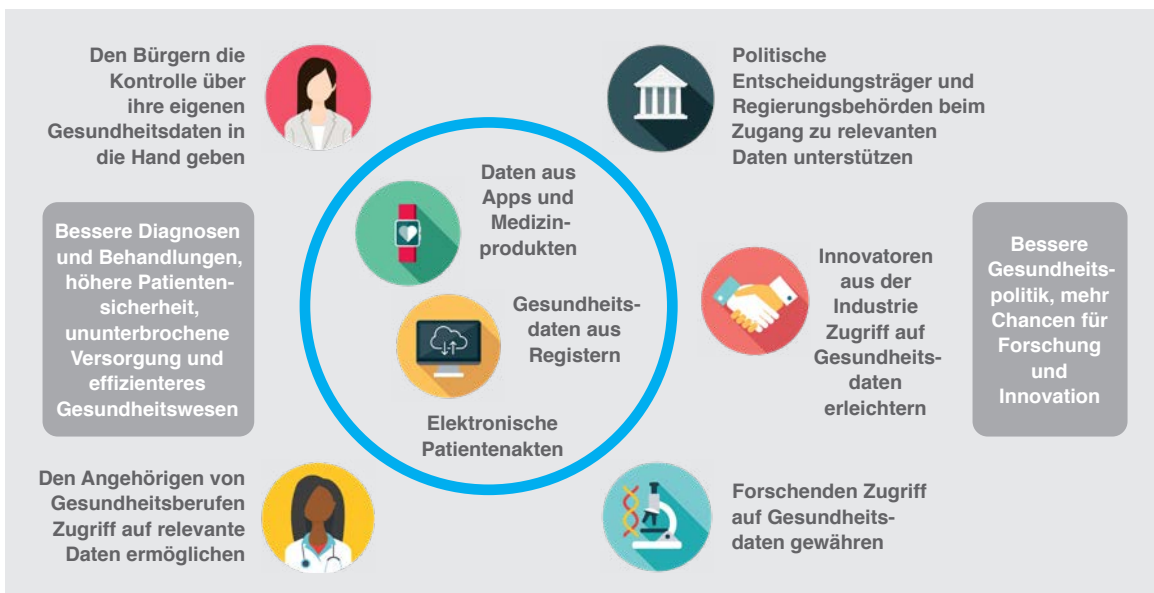 Den Bürgern die
Kontrolle über
ihre eigenen
Gesundheitsdaten in
die Hand geben
Politische
Entscheidungsträger und
Regierungsbehörden beim
Zugang zu relevanten
Daten unterstützen
Daten aus
Apps und
Medizin-
produkten
Bessere Diagnosen
und Behandlungen,
höhere Patienten-
sicherheit,
ununterbrochene
Versorgung und
effizienteres
Gesundheitswesen
Gesundheits-
daten aus
Registern
Innovatoren
aus der
Industrie
Zugriff auf
Gesundheits-
daten
erleichtern
Bessere
Gesundheits-
politik, mehr
Chancen für
Forschung
und
Innovation
Elektronische
Patientenakten
Den Angehörigen von
Gesundheitsberufen
Zugriff auf relevante
Daten ermöglichen
Forschenden Zugriff
auf Gesundheits-
daten gewähren